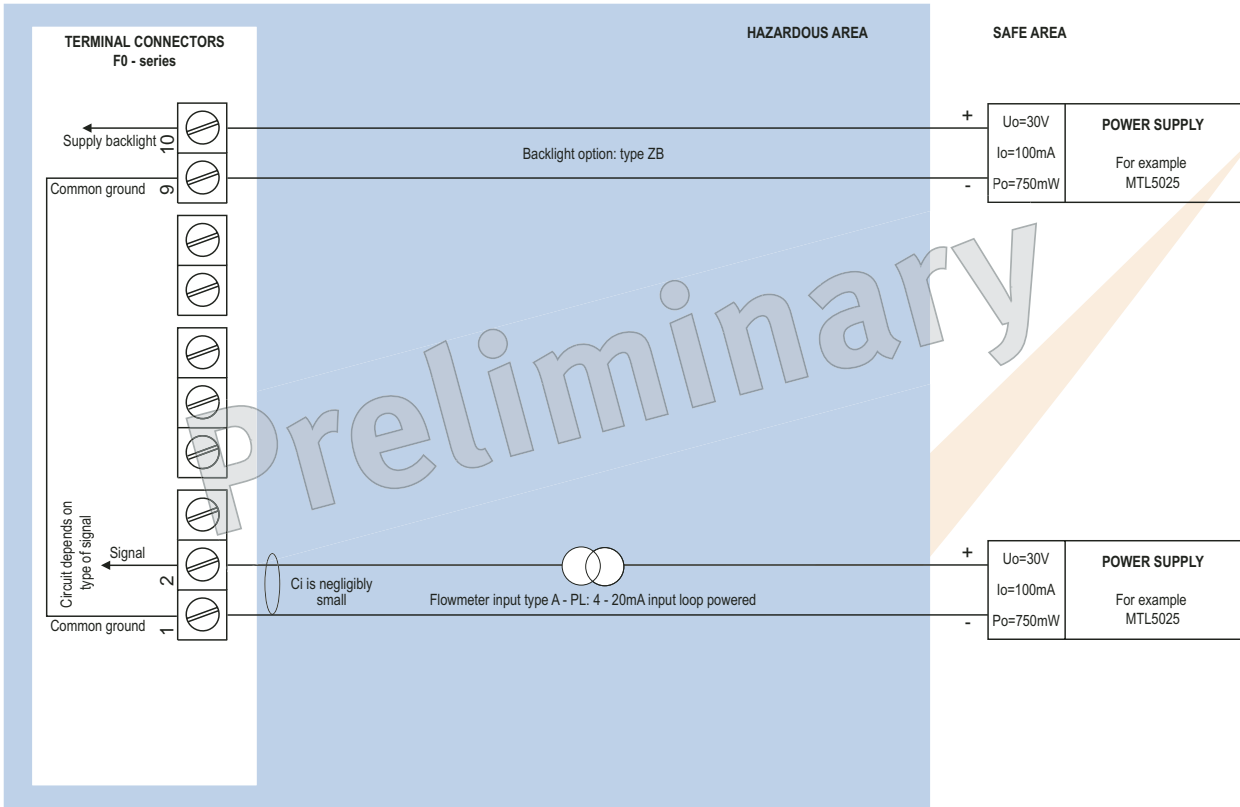 TERMINAL CONNECTORS
F0 - series
HAZARDOUS AREA
SAFE AREA
Supply backlight
10
Common ground
9
Backlight option: type ZB
+
-
Uo=30V
Io=100mA
Po=750mW
POWER SUPPLY
For example
MTL5025
Preliminary
Circuit depends on
type of signal
Signal
2
Common ground
1
Ci is negligibly
small
Flowmeter input type A - PL: 4 - 20mA input loop powered
+
-
Uo=30V
Io=100mA
Po=750mW
POWER SUPPLY
For example
MTL5025